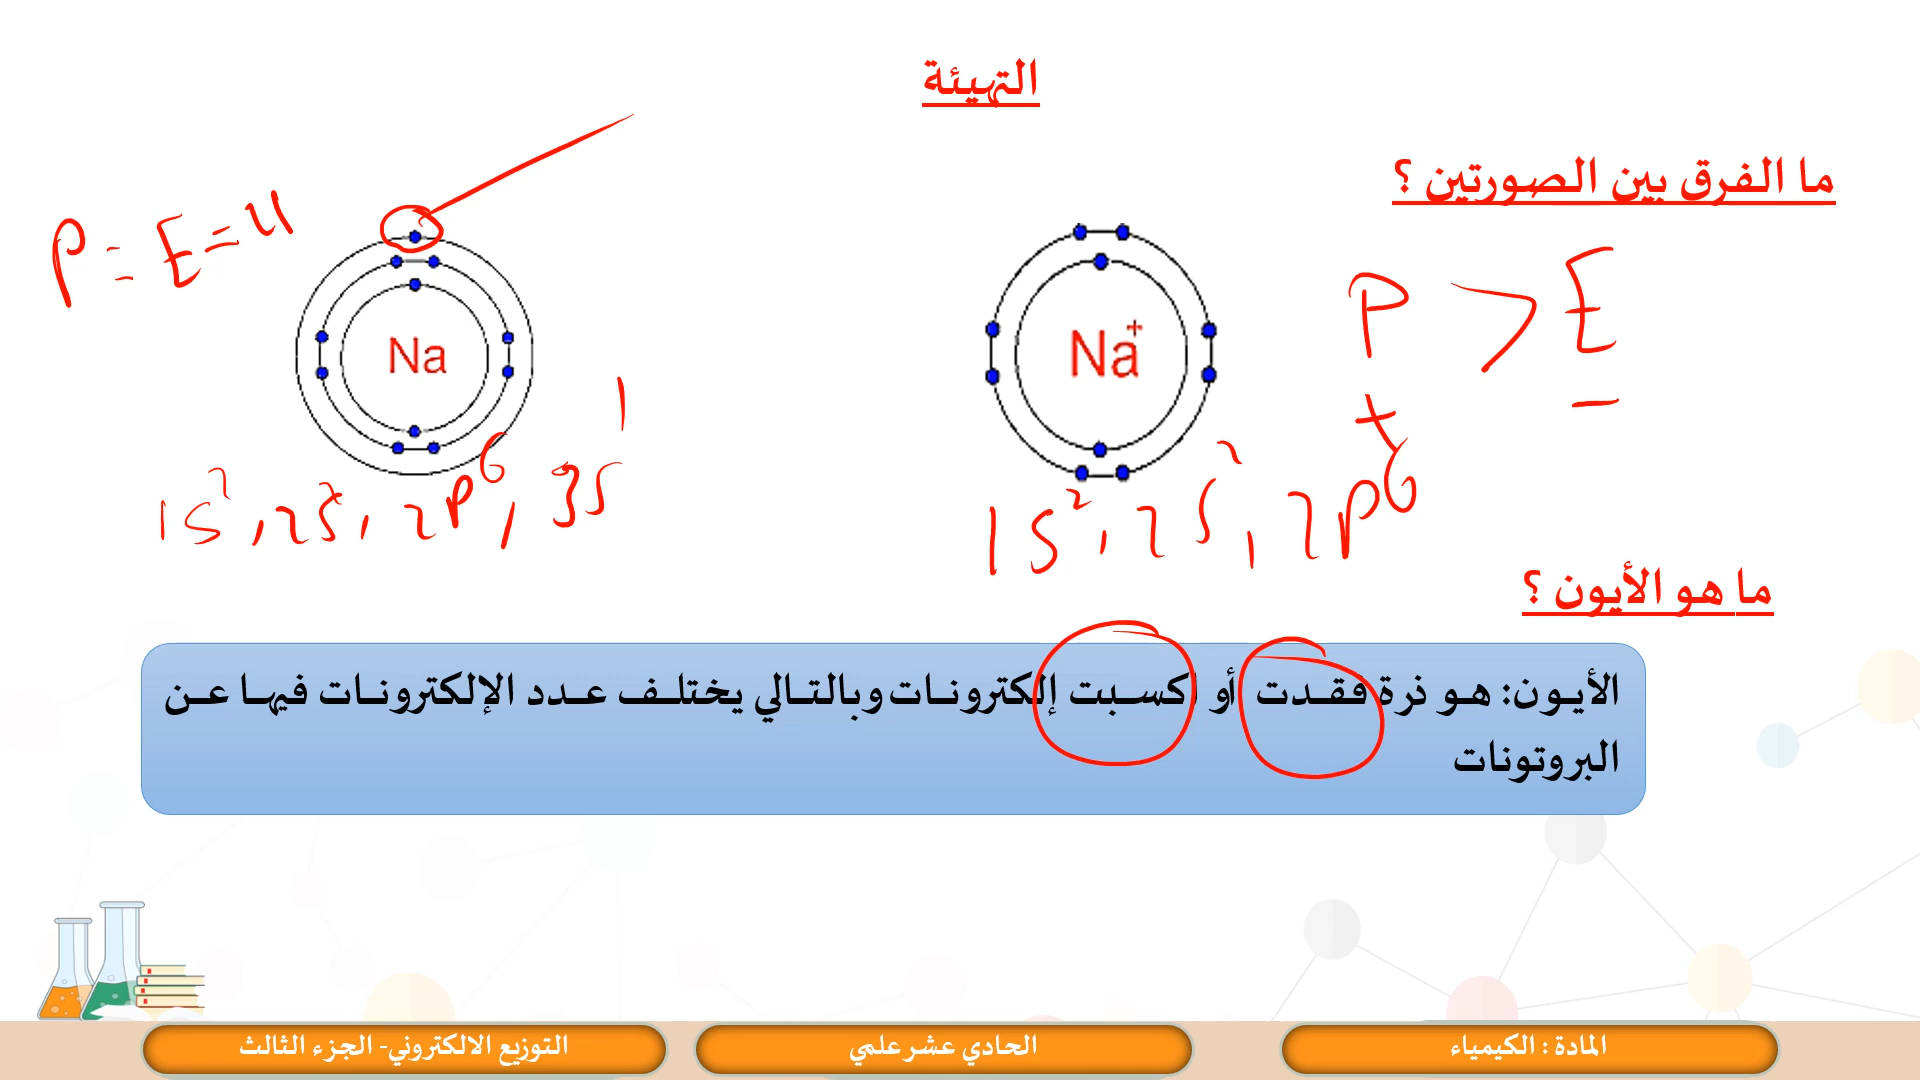 التهيئة
ما الفرق بين الصورتين ؟
P > E
+ −
P = E = 11
Na
Na+
1s², 2s², 2p⁶, 3s¹
1s², 2s², 2p⁶
ما هو الأيون ؟
الأيون: هو ذرة فقدت أو اكسبت إلكترونات وبالتالي يختلف عدد الإلكترونات فيها عن
البروتونات
المادة : الكيمياء
الحادي عشر علمي
التوزيع الالكتروني- الجزء الثالث